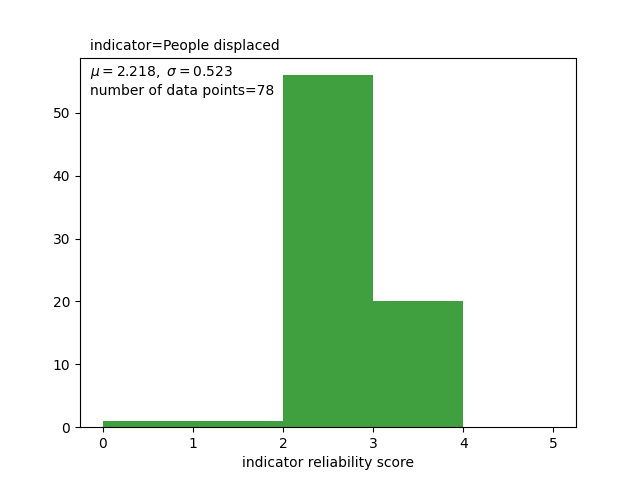 indicator=People displaced
μ = 2.218, σ = 0.523
number of data points=78
50
40
30
20
10
0
0 1 2 3 4 5
indicator reliability score